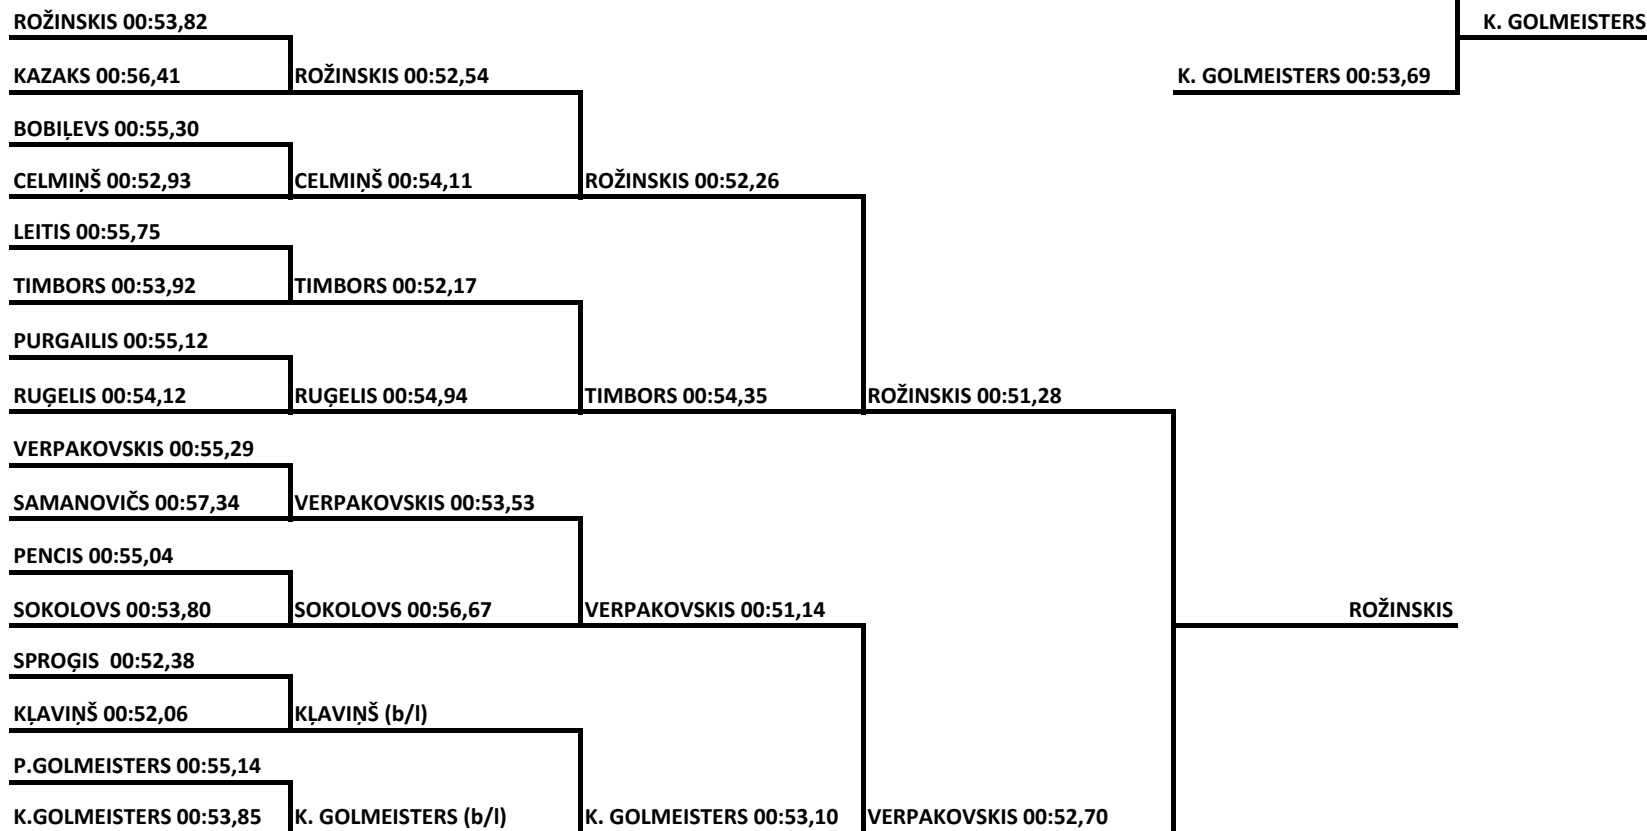 ROŽINSKIS 00:53,82
K. GOLMEISTERS
KAZAKS 00:56,41
ROŽINSKIS 00:52,54
K. GOLMEISTERS 00:53,69
BOBIĻEVS 00:55,30
CELMIŅŠ 00:52,93
CELMIŅŠ 00:54,11
ROŽINSKIS 00:52,26
LEITIS 00:55,75
TIMBORS 00:53,92
TIMBORS 00:52,17
PURGAILIS 00:55,12
RUĢELIS 00:54,12
RUĢELIS 00:54,94
TIMBORS 00:54,35
ROŽINSKIS 00:51,28
VERPAKOVSKIS 00:55,29
SAMANOVIČS 00:57,34
VERPAKOVSKIS 00:53,53
PENCIS 00:55,04
SOKOLOVS 00:53,80
SOKOLOVS 00:56,67
VERPAKOVSKIS 00:51,14
ROŽINSKIS
SPROĢIS  00:52,38
KĻAVIŅŠ 00:52,06
KĻAVIŅŠ (b/l)
P.GOLMEISTERS 00:55,14
K.GOLMEISTERS 00:53,85
K. GOLMEISTERS (b/l)
K. GOLMEISTERS 00:53,10
VERPAKOVSKIS 00:52,70